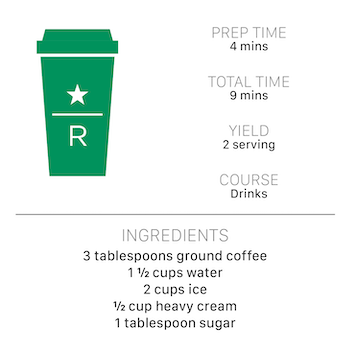 PREP TIME
4 mins
TOTAL TIME
9 mins
YIELD
2 serving
COURSE
Drinks
R
INGREDIENTS
3 tablespoons ground coffee
1 ½ cups water
2 cups ice
½ cup heavy cream
1 tablespoon sugar